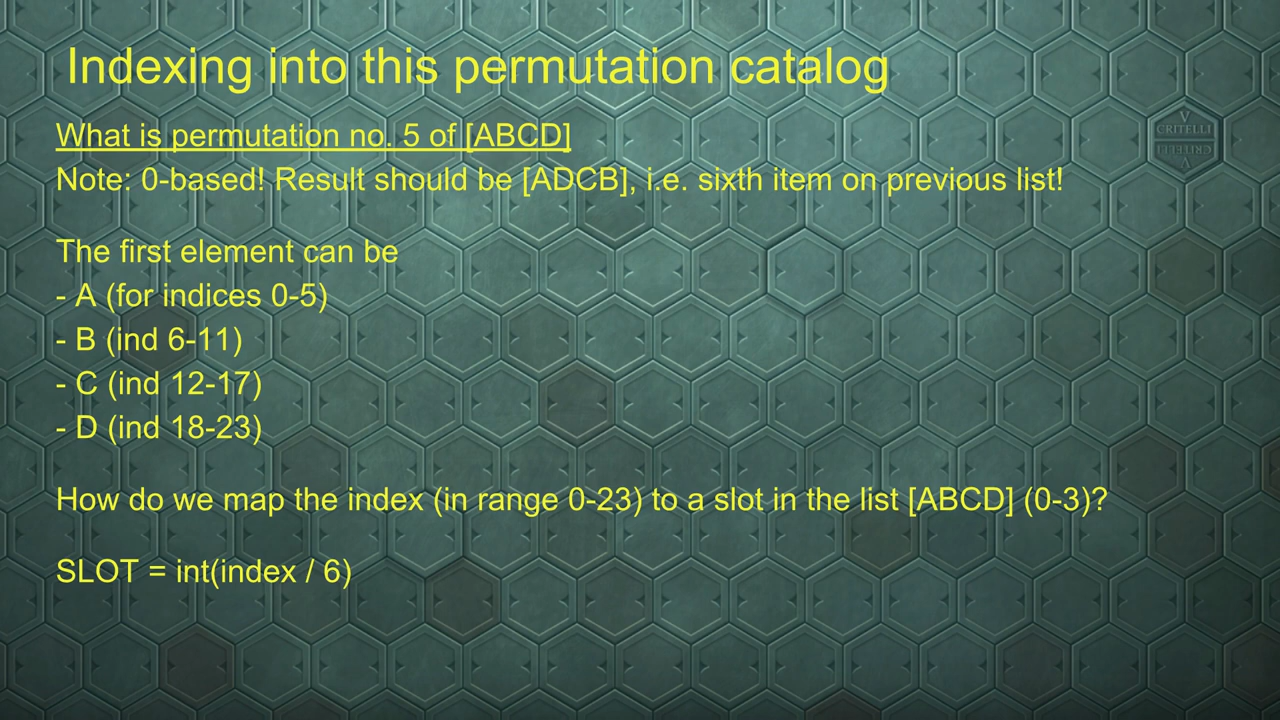 Indexing into this permutation catalog
V
CRITELLI
What is permutation no. 5 of [ABCD]
Note: 0-based! Result should be [ADCB], i.e. sixth item on previous list!
The first element can be
- A (for indices 0-5)
- B (ind 6-11)
- C (ind 12-17)
- D (ind 18-23)
How do we map the index (in range 0-23) to a slot in the list [ABCD] (0-3)?
SLOT = int(index / 6)